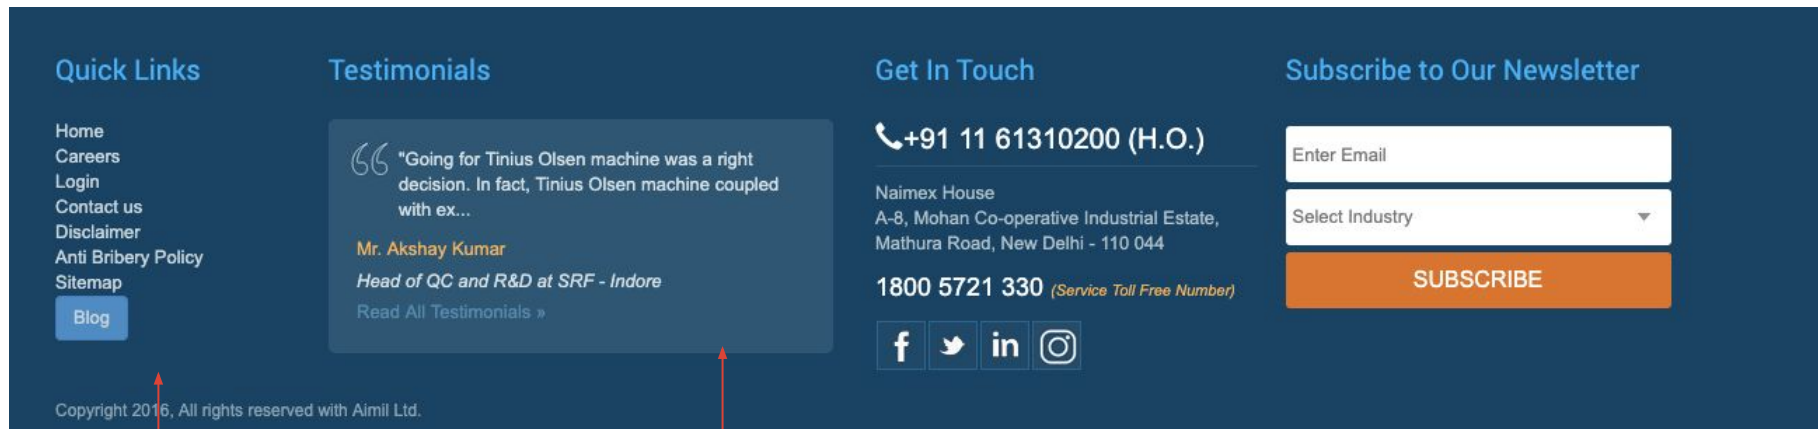 Quick Links
Home
Careers
Login
Contact us
Disclaimer
Anti Bribery Policy
Sitemap
Blog
Testimonials
"Going for Tinius Olsen machine was a right
decision. In fact, Tinius Olsen machine coupled
with ex...
Mr. Akshay Kumar
Head of QC and R&D at SRF - Indore
Read All Testimonials »
Get In Touch
+91 11 61310200 (H.O.)
Naimex House
A-8, Mohan Co-operative Industrial Estate,
Mathura Road, New Delhi - 110 044
1800 5721 330 (Service Toll Free Number)
Subscribe to Our Newsletter
Enter Email
Select Industry
SUBSCRIBE
Copyright 2016, All rights reserved with Aimil Ltd.